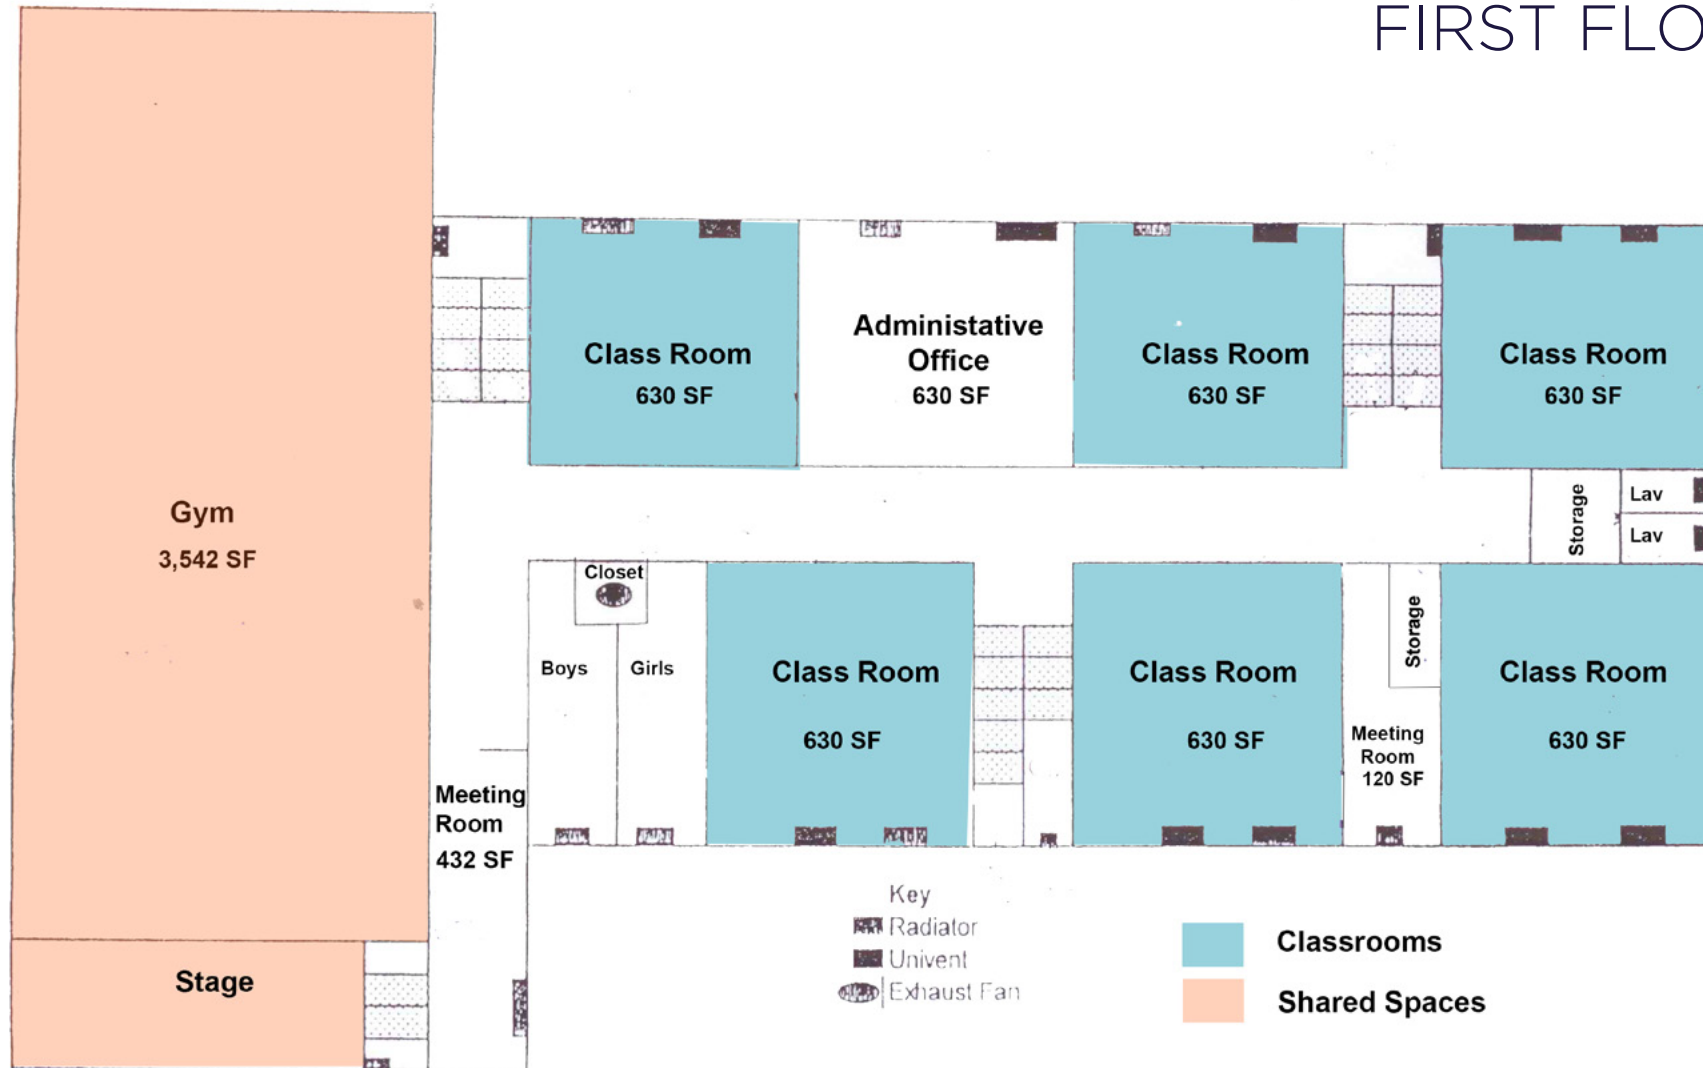 FIRST FLO
Class Room
630 SF
Administative
Office
630 SF
Class Room
630 SF
Class Room
630 SF
Gym
3,542 SF
Storage
Lav
Lav
Closet
Boys
Girls
Class Room
630 SF
Class Room
630 SF
Storage
Meeting
Room
120 SF
Class Room
630 SF
Meeting
Room
432 SF
Stage
Key
Radiator
Univent
Exhaust Fan
Classrooms
Shared Spaces